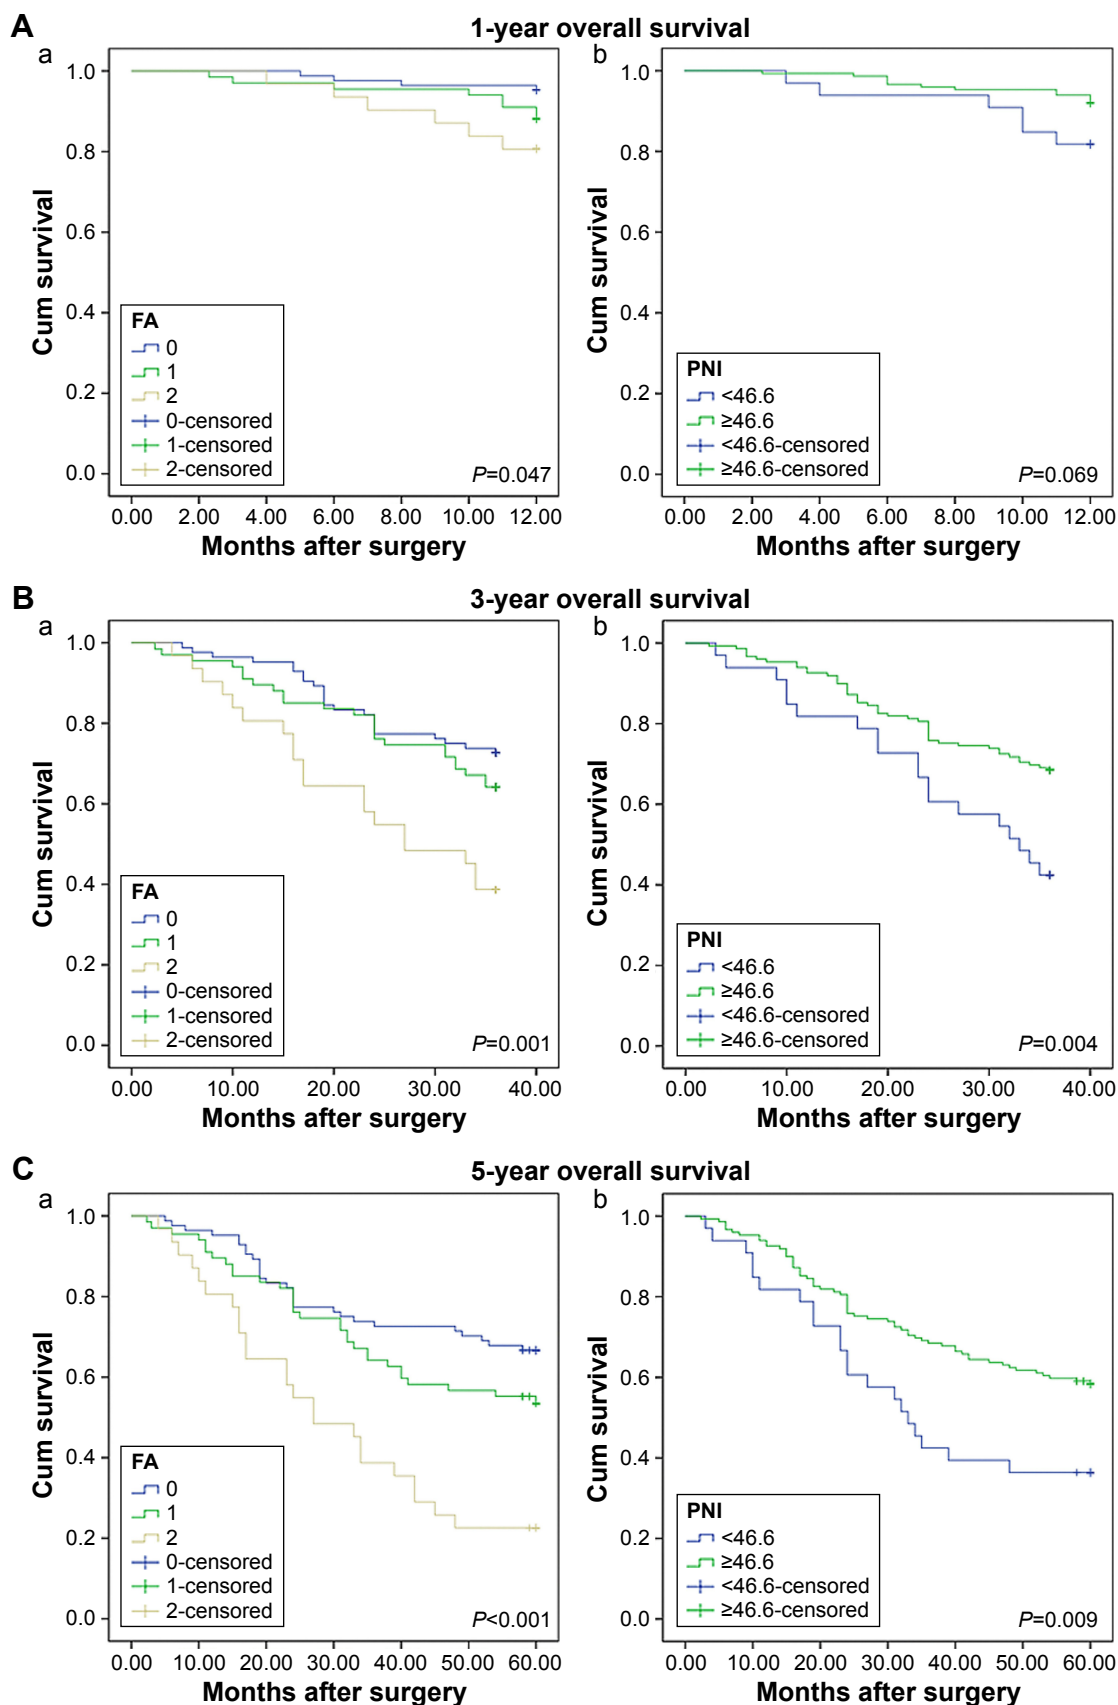 A
1-year overall survival
a
1.0
0.8
0.6
0.4
0.2
0.0
Cum survival
FA
0
1
2
0-censored
1-censored
2-censored
P=0.047
0.00 2.00 4.00 6.00 8.00 10.00 12.00
Months after surgery
b
1.0
0.8
0.6
0.4
0.2
0.0
Cum survival
PNI
<46.6
≥46.6
<46.6-censored
≥46.6-censored
P=0.069
0.00 2.00 4.00 6.00 8.00 10.00 12.00
Months after surgery
B
3-year overall survival
a
1.0
0.8
0.6
0.4
0.2
0.0
Cum survival
FA
0
1
2
0-censored
1-censored
2-censored
P=0.001
0.00 10.00 20.00 30.00 40.00
Months after surgery
b
1.0
0.8
0.6
0.4
0.2
0.0
Cum survival
PNI
<46.6
≥46.6
<46.6-censored
≥46.6-censored
P=0.004
0.00 10.00 20.00 30.00 40.00
Months after surgery
C
5-year overall survival
a
1.0
0.8
0.6
0.4
0.2
0.0
Cum survival
FA
0
1
2
0-censored
1-censored
2-censored
P<0.001
0.00 10.00 20.00 30.00 40.00 50.00 60.00
Months after surgery
b
1.0
0.8
0.6
0.4
0.2
0.0
Cum survival
PNI
<46.6
≥46.6
<46.6-censored
≥46.6-censored
P=0.009
0.00 10.00 20.00 30.00 40.00 50.00 60.00
Months after surgery